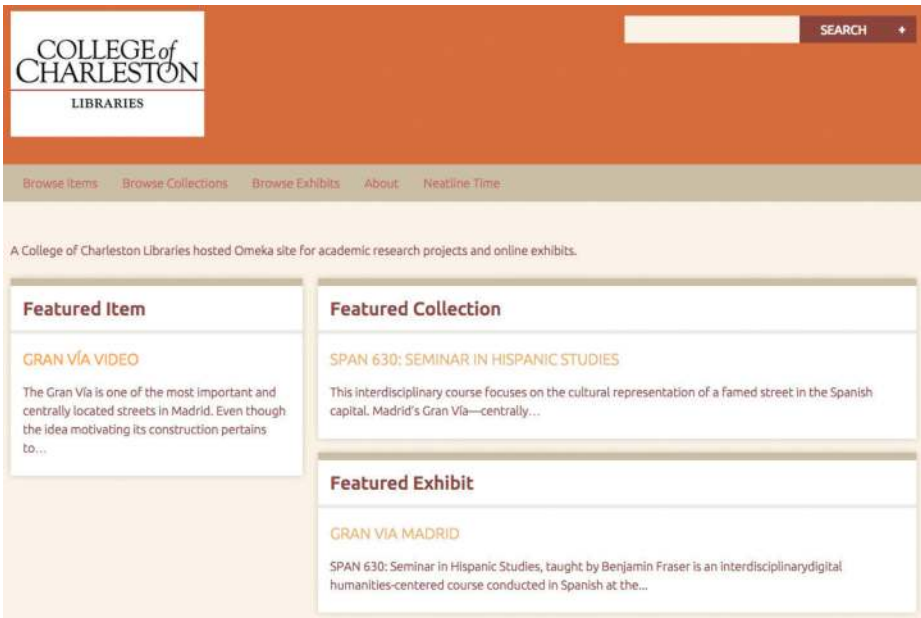 COLLEGE of
CHARLESTON
LIBRARIES
SEARCH +
Browse Items Browse Collections Browse Exhibits About Neatline Time
A College of Charleston Libraries hosted Omeka site for academic research projects and online exhibits.
Featured Item
GRAN VÍA VIDEO
The Gran Vía is one of the most important and
centrally located streets in Madrid. Even though
the idea motivating its construction pertains
to...
Featured Collection
SPAN 630: SEMINAR IN HISPANIC STUDIES
This interdisciplinary course focuses on the cultural representation of a famed street in the Spanish
capital. Madrid's Gran Vía—centrally...
Featured Exhibit
GRAN VIA MADRID
SPAN 630: Seminar in Hispanic Studies, taught by Benjamin Fraser is an interdisciplinarydigital
humanities-centered course conducted in Spanish at the...